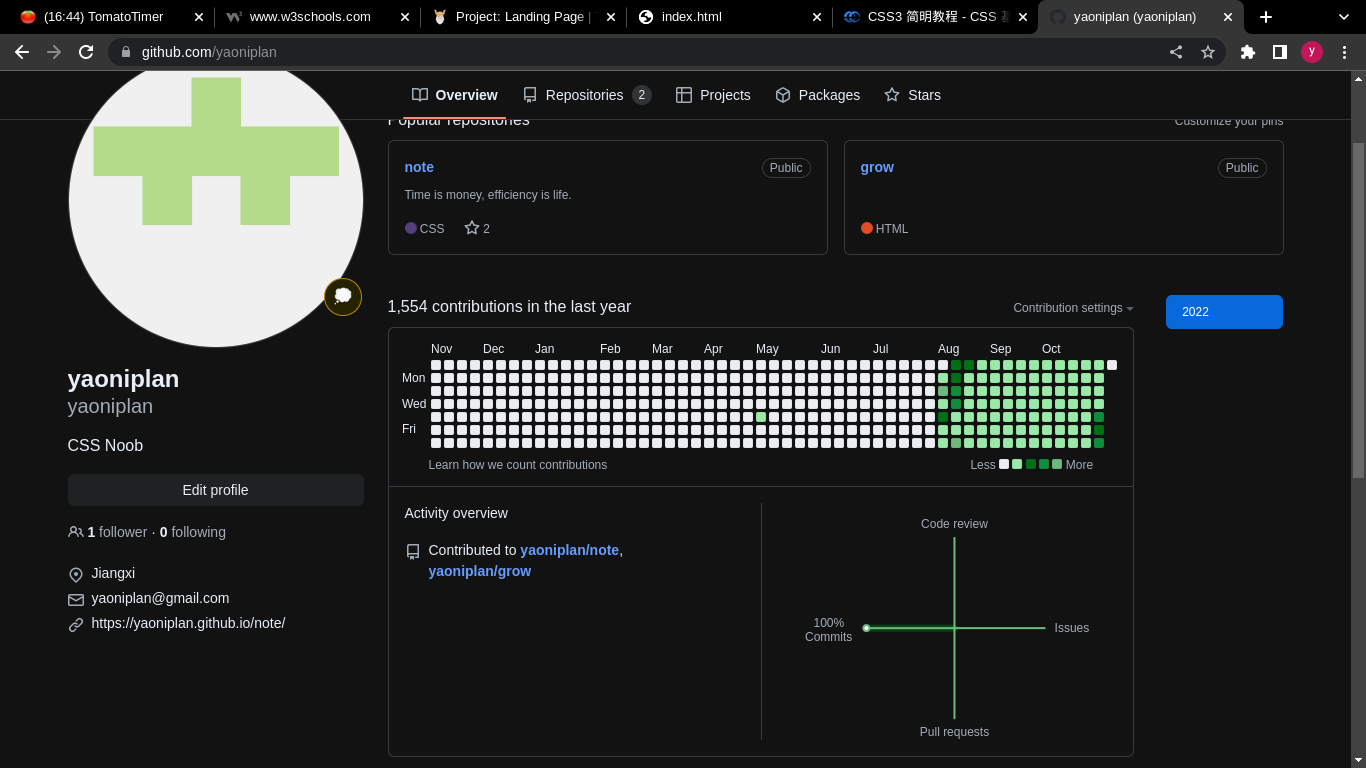 (16:44) TomatoTimer
www.w3schools.com
Project: Landing Page |
index.html
CSS3 简明教程 - CSS
yaoniplan (yaoniplan)
github.com/yaoniplan
y
Overview
Repositories 2
Projects
Packages
Stars
Popular repositories
Customize your pins
note
Public
Time is money, efficiency is life.
CSS
2
grow
Public
HTML
1,554 contributions in the last year
Contribution settings
2022
Nov Dec Jan Feb Mar Apr May Jun Jul Aug Sep Oct
Mon
Wed
Fri
Learn how we count contributions
Less
More
yaoniplan
yaoniplan
CSS Noob
Edit profile
1 follower · 0 following
Jiangxi
yaoniplan@gmail.com
https://yaoniplan.github.io/note/
Activity overview
Contributed to yaoniplan/note,
yaoniplan/grow
Code review
100%
Commits
Issues
Pull requests